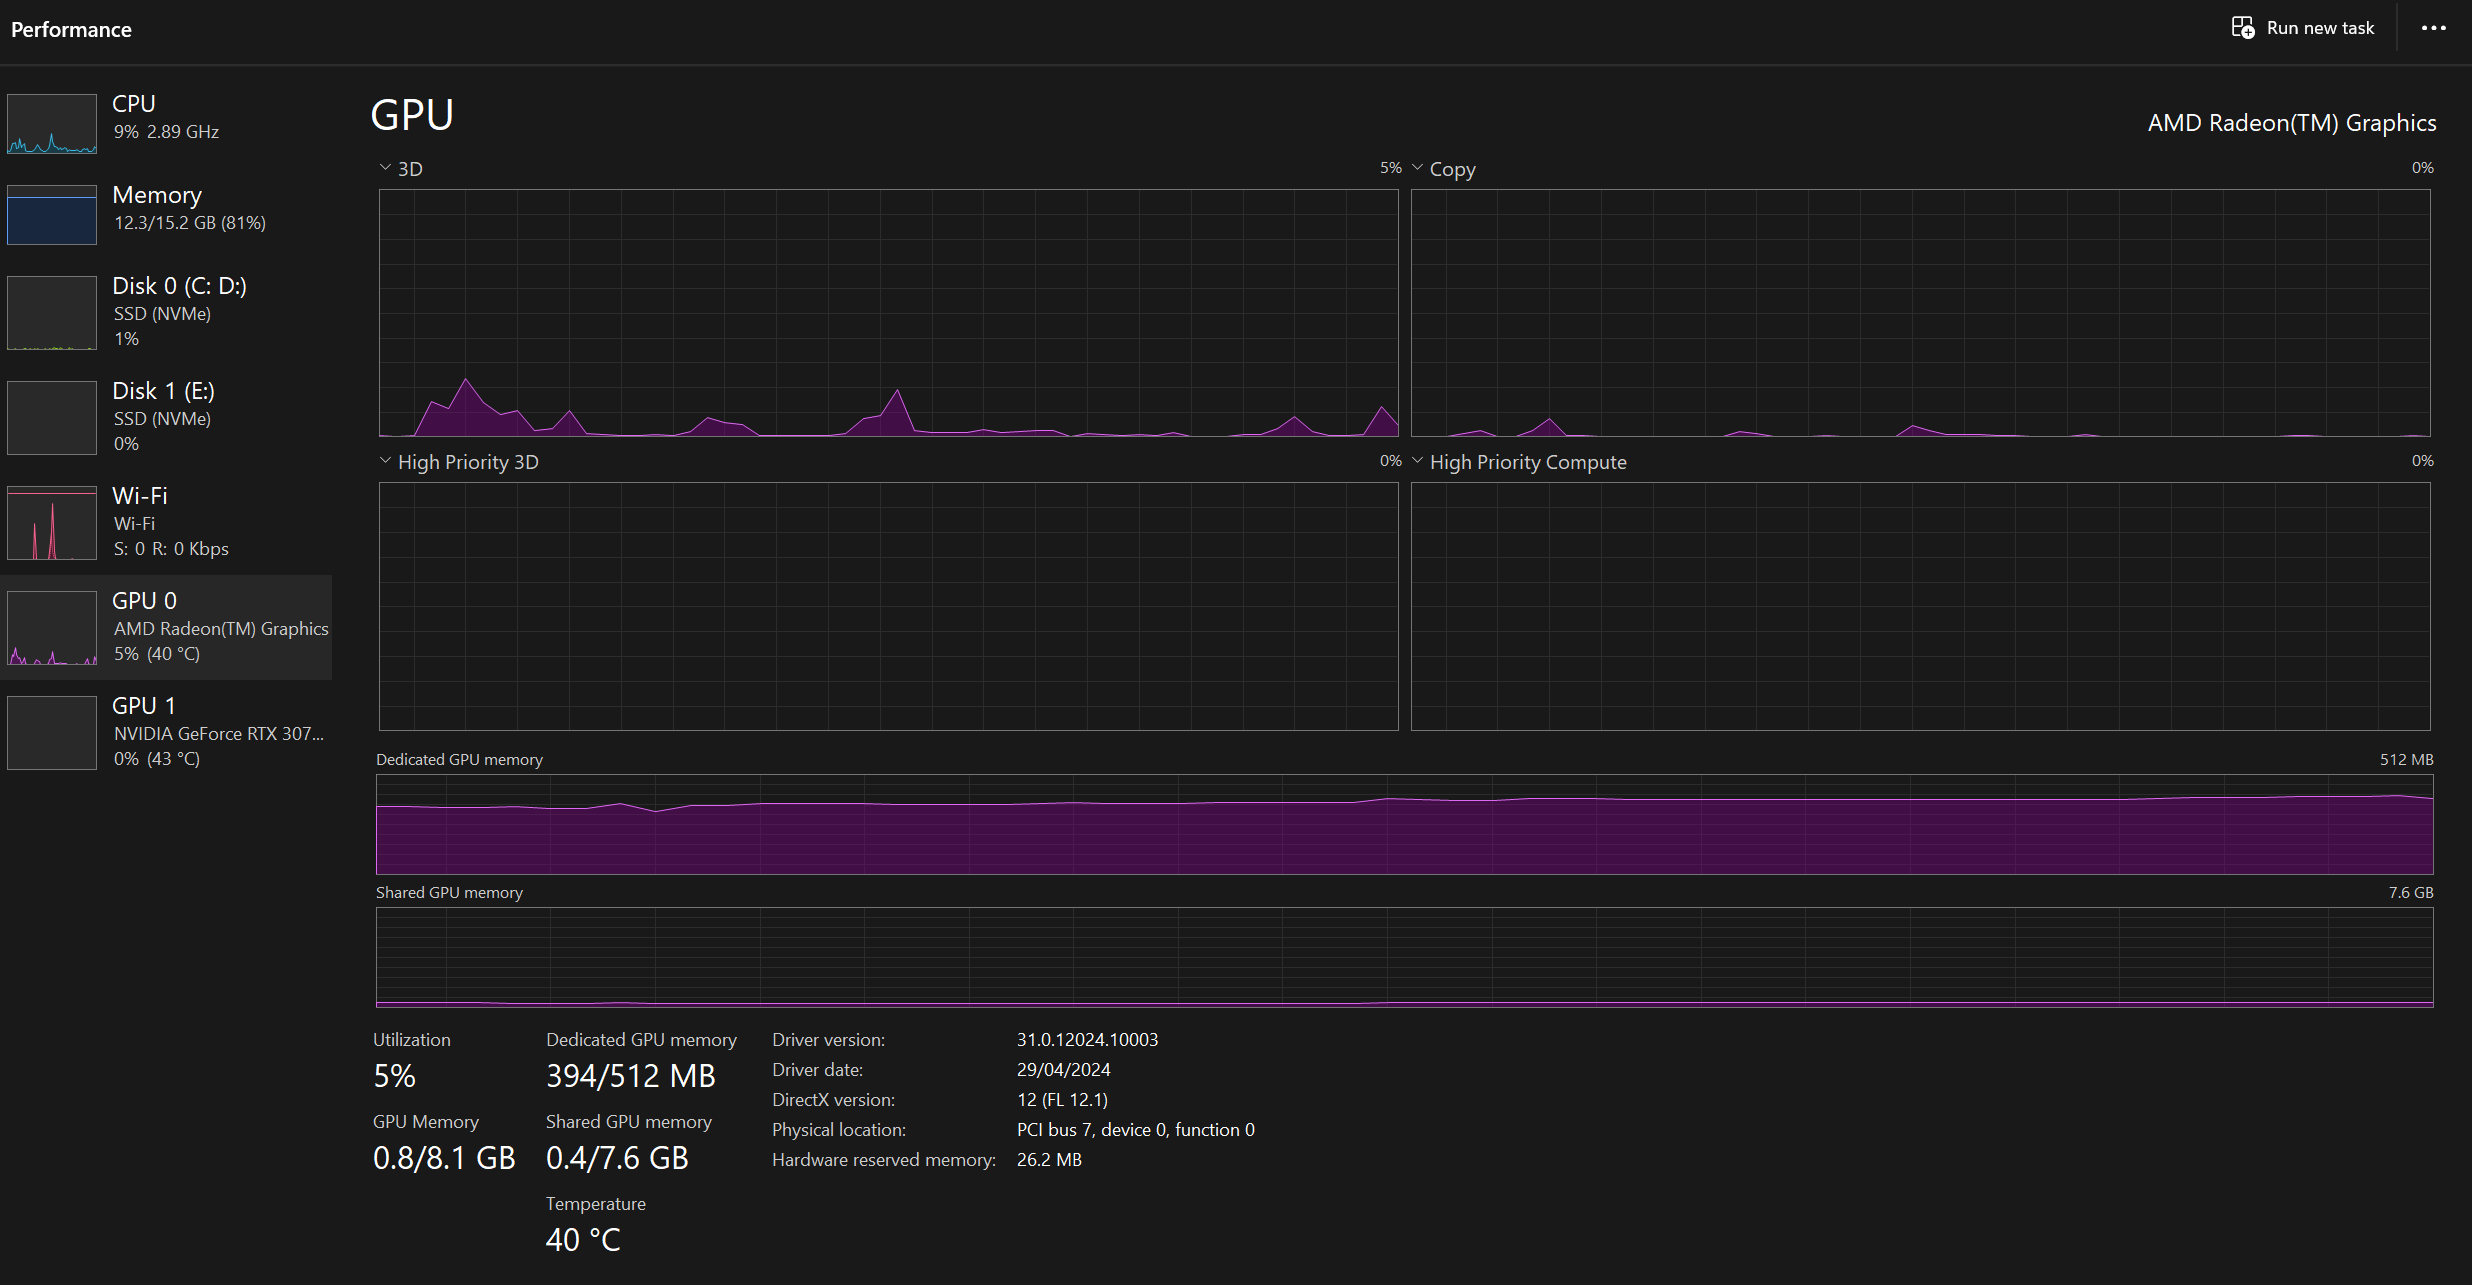 Performance
Run new task
CPU
9% 2.89 GHz
Memory
12.3/15.2 GB (81%)
Disk 0 (C: D:)
SSD (NVMe)
1%
Disk 1 (E:)
SSD (NVMe)
0%
Wi-Fi
Wi-Fi
S: 0 R: 0 Kbps
GPU 0
AMD Radeon(TM) Graphics
5% (40 °C)
GPU 1
NVIDIA GeForce RTX 307...
0% (43 °C)
GPU
AMD Radeon(TM) Graphics
3D 5%
Copy 0%
High Priority 3D 0%
High Priority Compute 0%
Dedicated GPU memory 512 MB
Shared GPU memory 7.6 GB
Utilization
5%
Dedicated GPU memory
394/512 MB
GPU Memory
0.8/8.1 GB
Shared GPU memory
0.4/7.6 GB
Temperature
40 °C
Driver version: 31.0.12024.10003
Driver date: 29/04/2024
DirectX version: 12 (FL 12.1)
Physical location: PCI bus 7, device 0, function 0
Hardware reserved memory: 26.2 MB